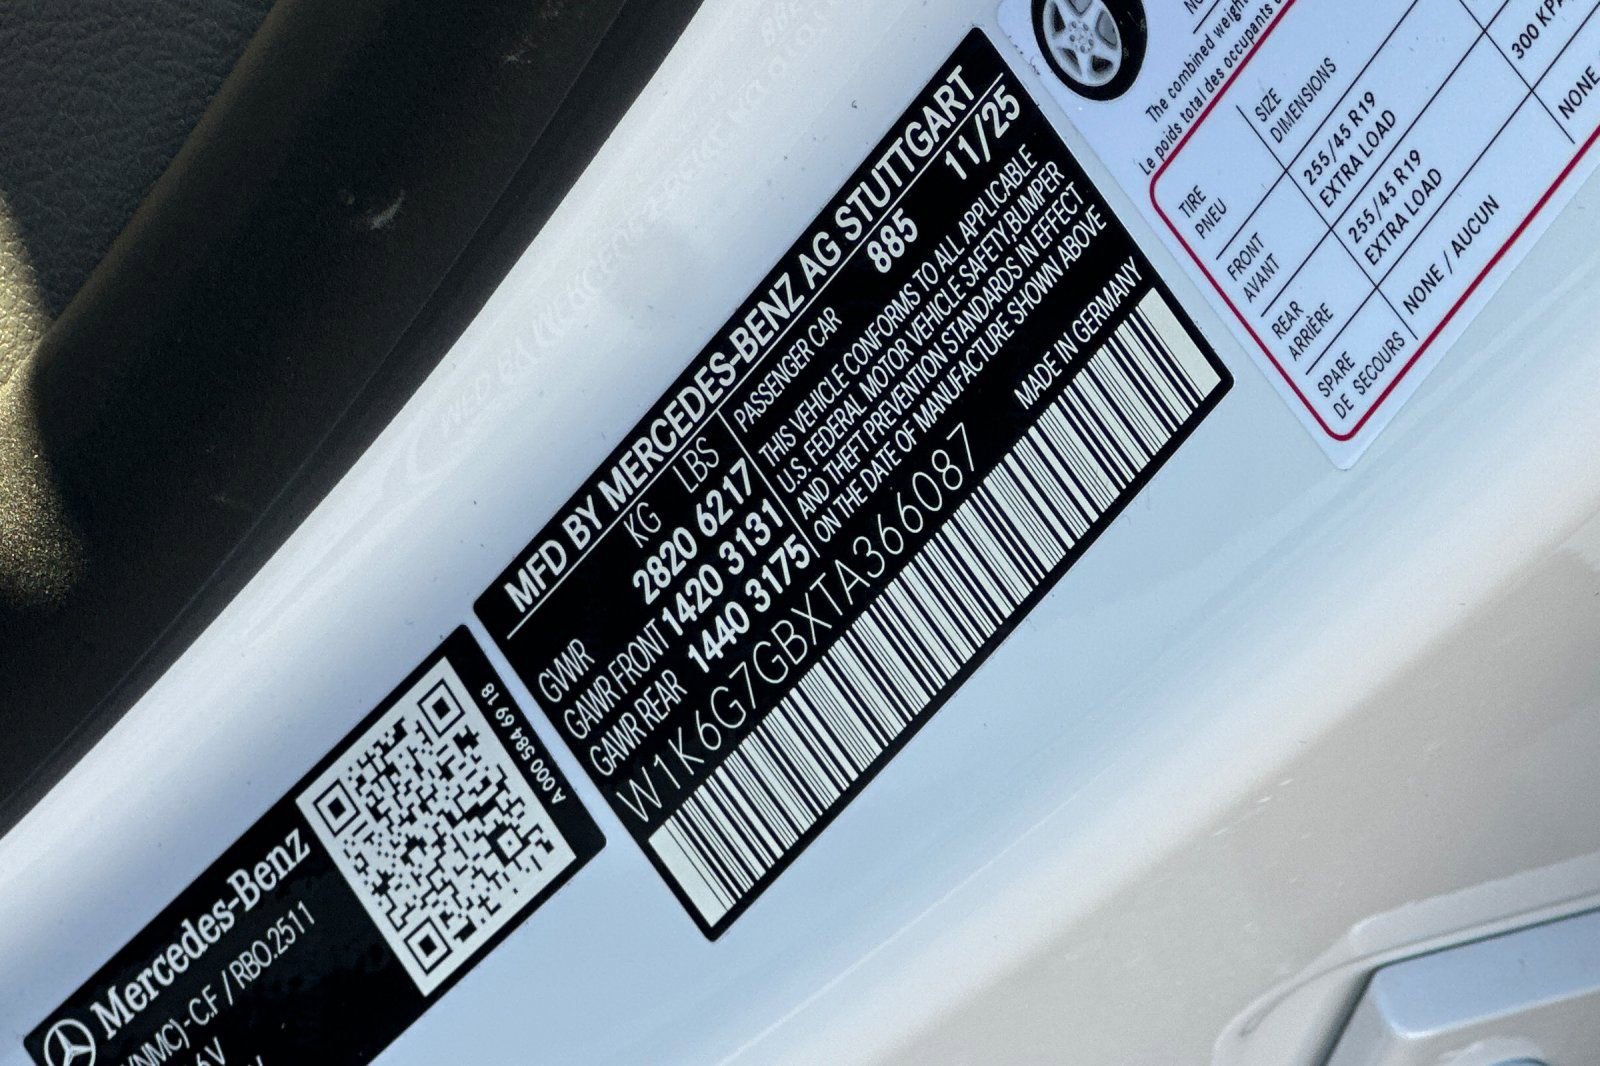 MFD BY MERCEDES-BENZ AG STUTTGART
KG LBS
GVWR 2820 6217
GAWR FRONT 1420 3131
GAWR REAR 1440 3175
PASSENGER CAR 885 11/25
THIS VEHICLE CONFORMS TO ALL APPLICABLE
U.S. FEDERAL MOTOR VEHICLE SAFETY,BUMPER
AND THEFT PREVENTION STANDARDS IN EFFECT
ON THE DATE OF MANUFACTURE SHOWN ABOVE
MADE IN GERMANY
W1K6G7GBXTA366087
A 000 584 69 18
Mercedes-Benz
(NMC) - C.F / RBO.2511
6 V
The combined weight
Le poids total des occupants
TIRE SIZE
PNEU DIMENSIONS
FRONT 255/45 R19 300 KPA
AVANT EXTRA LOAD
REAR 255/45 R19
ARRIÈRE EXTRA LOAD
SPARE NONE / AUCUN NONE
DE SECOURS